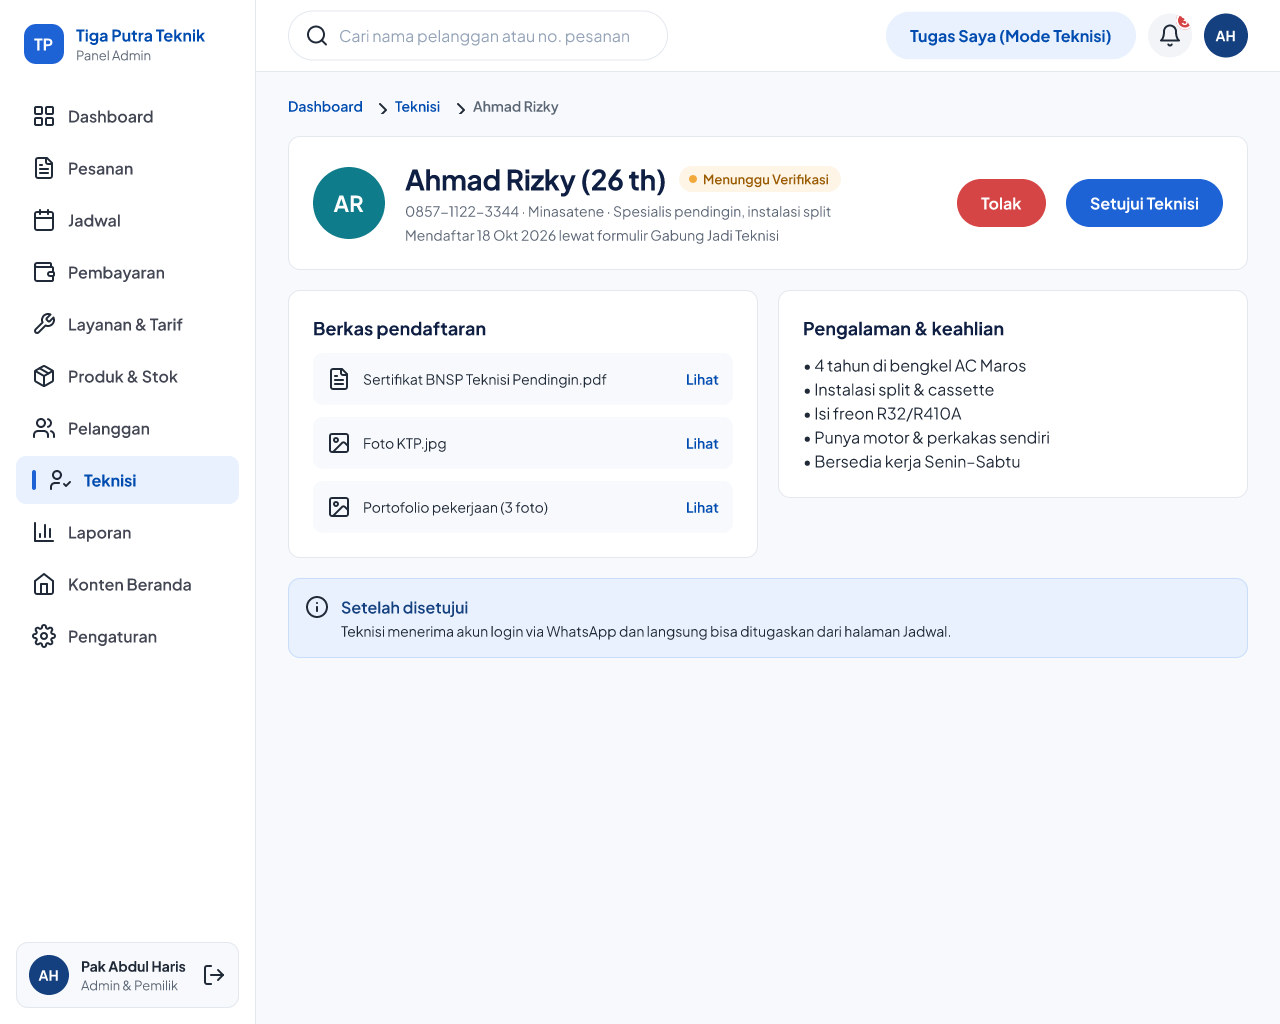 TP
Tiga Putra Teknik
Panel Admin
Dashboard
Pesanan
Jadwal
Pembayaran
Layanan & Tarif
Produk & Stok
Pelanggan
Teknisi
Laporan
Konten Beranda
Pengaturan
AH
Pak Abdul Haris
Admin & Pemilik
Cari nama pelanggan atau no. pesanan
Tugas Saya (Mode Teknisi)
AH
Dashboard
Teknisi
Ahmad Rizky
AR
Ahmad Rizky (26 th)
Menunggu Verifikasi
0857-1122-3344 · Minasatene · Spesialis pendingin, instalasi split
Mendaftar 18 Okt 2026 lewat formulir Gabung Jadi Teknisi
Tolak
Setujui Teknisi
Berkas pendaftaran
Sertifikat BNSP Teknisi Pendingin.pdf
Lihat
Foto KTP.jpg
Lihat
Portofolio pekerjaan (3 foto)
Lihat
Pengalaman & keahlian
• 4 tahun di bengkel AC Maros
• Instalasi split & cassette
• Isi freon R32/R410A
• Punya motor & perkakas sendiri
• Bersedia kerja Senin–Sabtu
Setelah disetujui
Teknisi menerima akun login via WhatsApp dan langsung bisa ditugaskan dari halaman Jadwal.